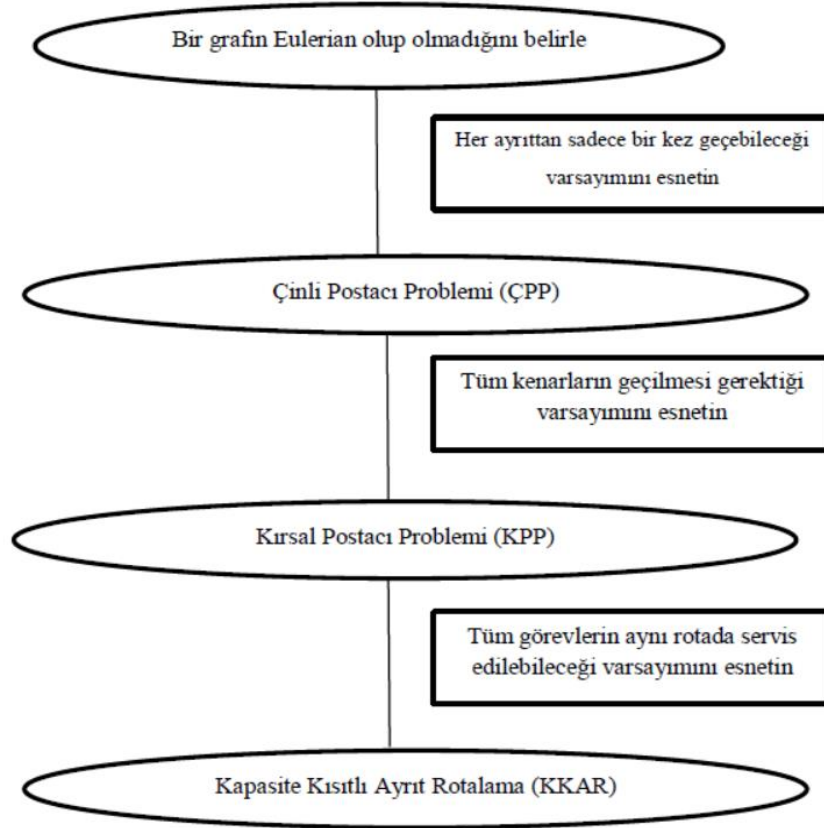 Bir grafin Eulerian olup olmadığını belirle
Her ayrıttan sadece bir kez geçebileceği
varsayımını esnetin
Çinli Postacı Problemi (ÇPP)
Tüm kenarların geçilmesi gerektiği
varsayımını esnetin
Kırsal Postacı Problemi (KPP)
Tüm görevlerin aynı rotada servis
edilebileceği varsayımını esnetin
Kapasite Kısıtlı Ayrıt Rotalama (KKAR)